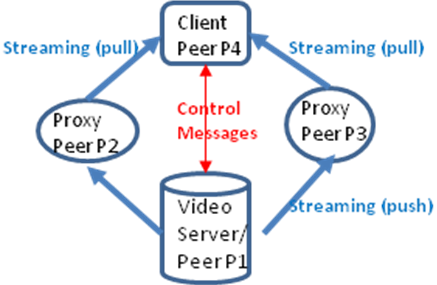 Client
Peer P4
Streaming (pull)
Streaming (pull)
Control
Messages
Proxy
Peer P2
Proxy
Peer P3
Video
Server/
Peer P1
Streaming (push)